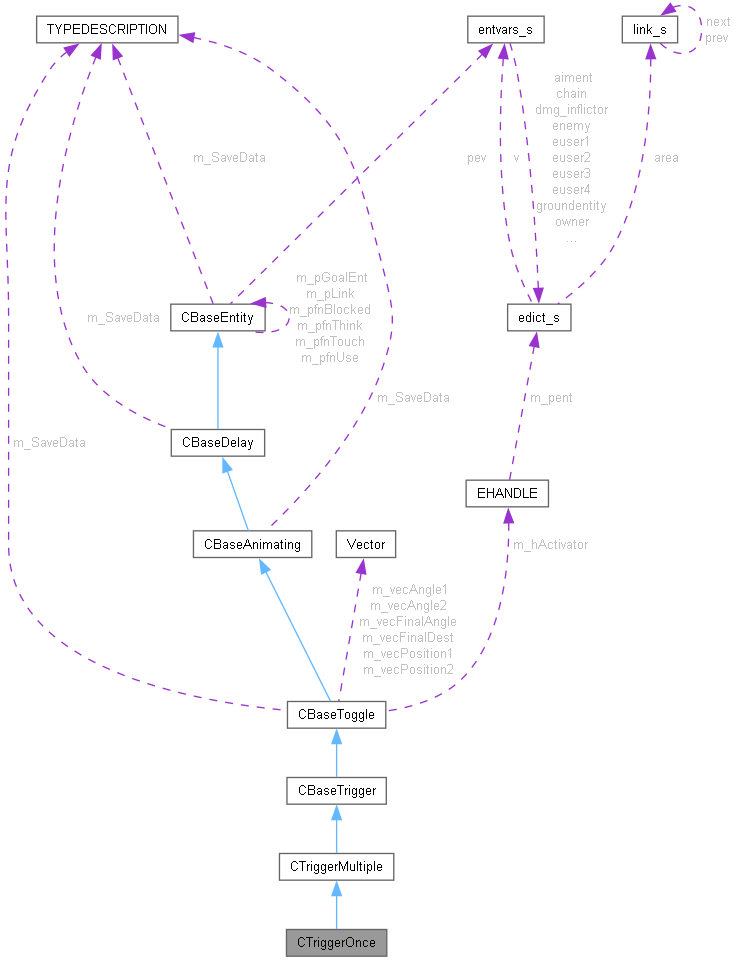 TYPEDESCRIPTION
entvars_s
link_s
next
prev
aiment
chain
dmg_inflictor
enemy
euser1
euser2
euser3
euser4
groundentity
owner
...
m_SaveData
pev
v
area
m_pGoalEnt
m_pLink
m_pfnBlocked
m_pfnThink
m_pfnTouch
m_pfnUse
CBaseEntity
edict_s
m_SaveData
m_SaveData
m_pent
m_SaveData
CBaseDelay
EHANDLE
CBaseAnimating
Vector
m_hActivator
m_vecAngle1
m_vecAngle2
m_vecFinalAngle
m_vecFinalDest
m_vecPosition1
m_vecPosition2
CBaseToggle
CBaseTrigger
CTriggerMultiple
CTriggerOnce